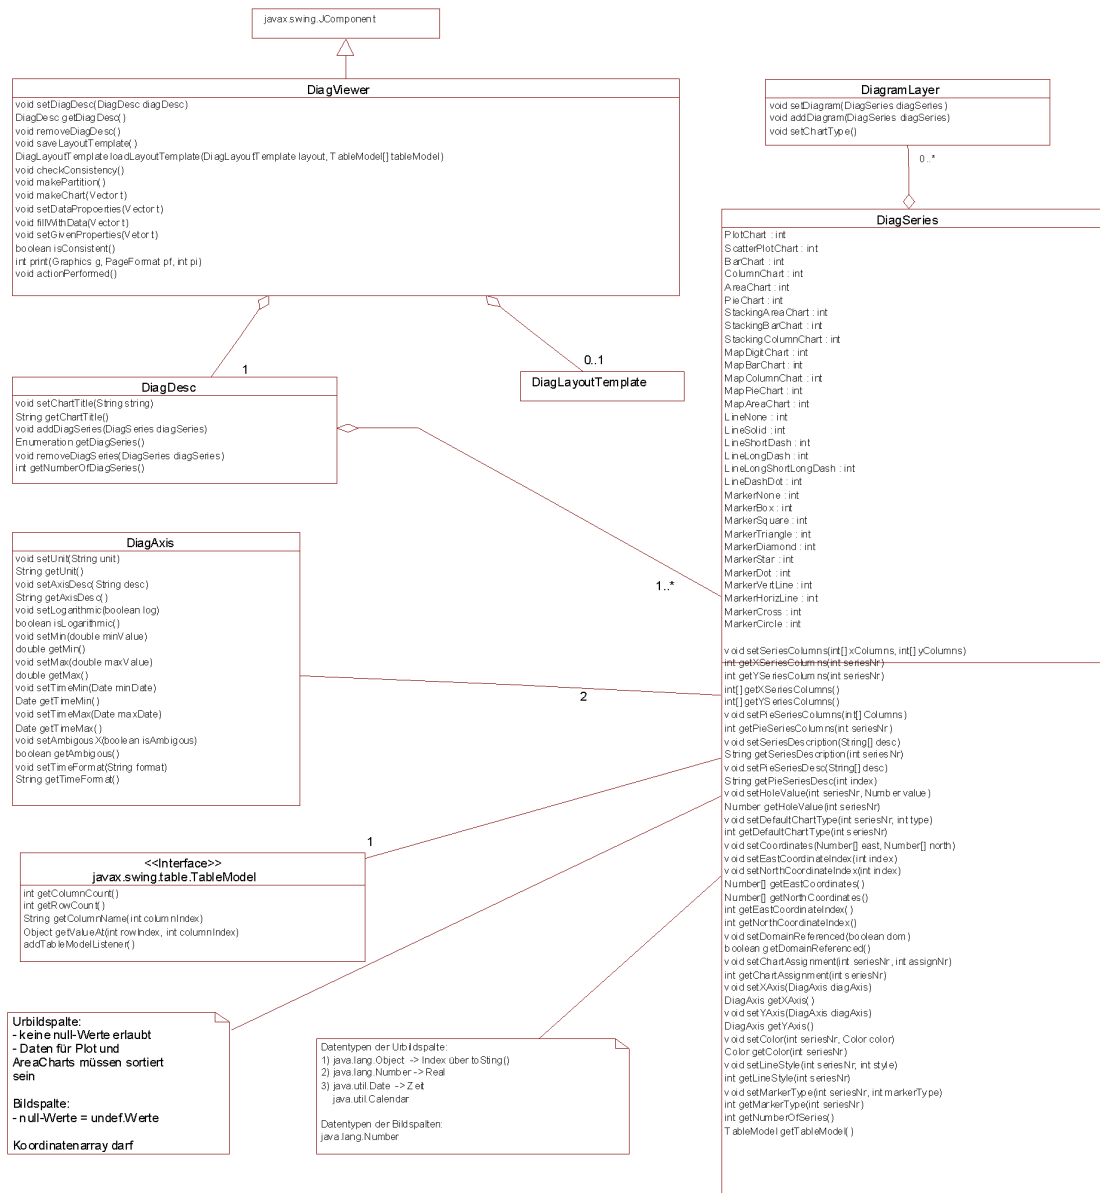 javax.swing.JComponent
DiagViewer
void setDiagDesc(DiagDesc diagDesc)
DiagDesc getDiagDesc()
void removeDiagDesc()
void saveLayoutTemplate()
DiagLayoutTemplate loadLayoutTemplate(DiagLayoutTemplate layout, TableModel[] tableModel)
void checkConsistency()
void makePartition()
void makeChart(Vector t)
void setDataPropcerties(Vector t)
void fillWithData(Vector t)
void setGivenProperties(Vetor t)
boolean isConsistent()
int print(Graphics g, PageFormat pf, int pi)
void actionPerformed()
DiagramLayer
void setDiagram(DiagSeries diagSeries)
void addDiagram(DiagSeries diagSeries)
void setChartType()
0..*
1
0..1
DiagDesc
void setChartTitle(String string)
String getChartTitle()
void addDiagSeries(DiagSeries diagSeries)
Enumeration getDiagSeries()
void removeDiagSeries(DiagSeries diagSeries)
int getNumberOfDiagSeries()
DiagLayoutTemplate
1..*
DiagAxis
void setUnit(String unit)
String getUnit()
void setAxisDesc(String desc)
String getAxisDesc()
void setLogarithmic(boolean log)
boolean isLogarithmic()
void setMin(double minValue)
double getMin()
void setMax(double maxValue)
double getMax()
void setTimeMin(Date minDate)
Date getTimeMin()
void setTimeMax(Date maxDate)
Date getTimeMax()
void setAmbigousX(boolean isAmbigous)
boolean getAmbigous()
void setTimeFormat(String format)
String getTimeFormat()
2
1
<<Interface>>
javax.swing.table.TableModel
int getColumnCount()
int getRowCount()
String getColumnName(int columnIndex)
Object getValueAt(int rowIndex, int columnIndex)
addTableModelListener()
Urbildspalte:
- keine null-Werte erlaubt
- Daten für Plot und
AreaCharts müssen sortiert
sein
Bildspalte:
- null-Werte = undef.Werte
Koordinatenarray darf
Datentypen der Urbildspalte:
1) java.lang.Object -> Index über toSting()
2) java.lang.Number -> Real
3) java.util.Date -> Zeit
java.util.Calendar
Datentypen der Bildspalten:
java.lang.Number
DiagSeries
PlotChart : int
ScatterPlotChart : int
BarChart : int
ColumnChart : int
AreaChart : int
PieChart : int
StackingAreaChart : int
StackingBarChart : int
StackingColumnChart : int
MapDigitChart : int
MapBarChart : int
MapColumnChart : int
MapPieChart : int
MapAreaChart : int
LineNone : int
LineSolid : int
LineShortDash : int
LineLongDash : int
LineLongShortLongDash : int
LineDashDot : int
MarkerNone : int
MarkerBox : int
MarkerSquare : int
MarkerTriangle : int
MarkerDiamond : int
MarkerStar : int
MarkerDot : int
MarkerVertLine : int
MarkerHorizLine : int
MarkerCross : int
MarkerCircle : int
void setSeriesColumns(int[] xColumns, int[] yColumns)
int getXSeriesColumns(int seriesNr)
int getYSeriesColumns(int seriesNr)
int[] getXSeriesColumns()
int[] getYSeriesColumns()
void setPieSeriesColumns(int[] Columns)
int getPieSeriesColumns(int seriesNr)
void setSeriesDescription(String[] desc)
String getSeriesDescription(int seriesNr)
void setPieSeriesDesc(String[] desc)
String getPieSeriesDesc(int index)
void setHoleValue(int seriesNr, Number value)
Number getHoleValue(int seriesNr)
void setDefaultChartType(int seriesNr, int type)
int getDefaultChartType(int seriesNr)
void setCoordinates(Number[] east, Number[] north)
void setEastCoordinateIndex(int index)
void setNorthCoordinateIndex(int index)
Number[] getEastCoordinates()
Number[] getNorthCoordinates()
int getEastCoordinateIndex()
int getNorthCoordinateIndex()
void setDomainReferenced(boolean dom)
boolean getDomainReferenced()
void setChartAssignment(int seriesNr, int assignNr)
int getChartAssignment(int seriesNr)
void setXAxis(DiagAxis diagAxis)
DiagAxis getXAxis()
void setYAxis(DiagAxis diagAxis)
DiagAxis getYAxis()
void setColor(int seriesNr, Color color)
Color getColor(int seriesNr)
void setLineStyle(int seriesNr, int style)
int getLineStyle(int seriesNr)
void setMarkerType(int seriesNr, int markerType)
int getMarkerType(int seriesNr)
int getNumberOfSeries()
TableModel getTableModel()